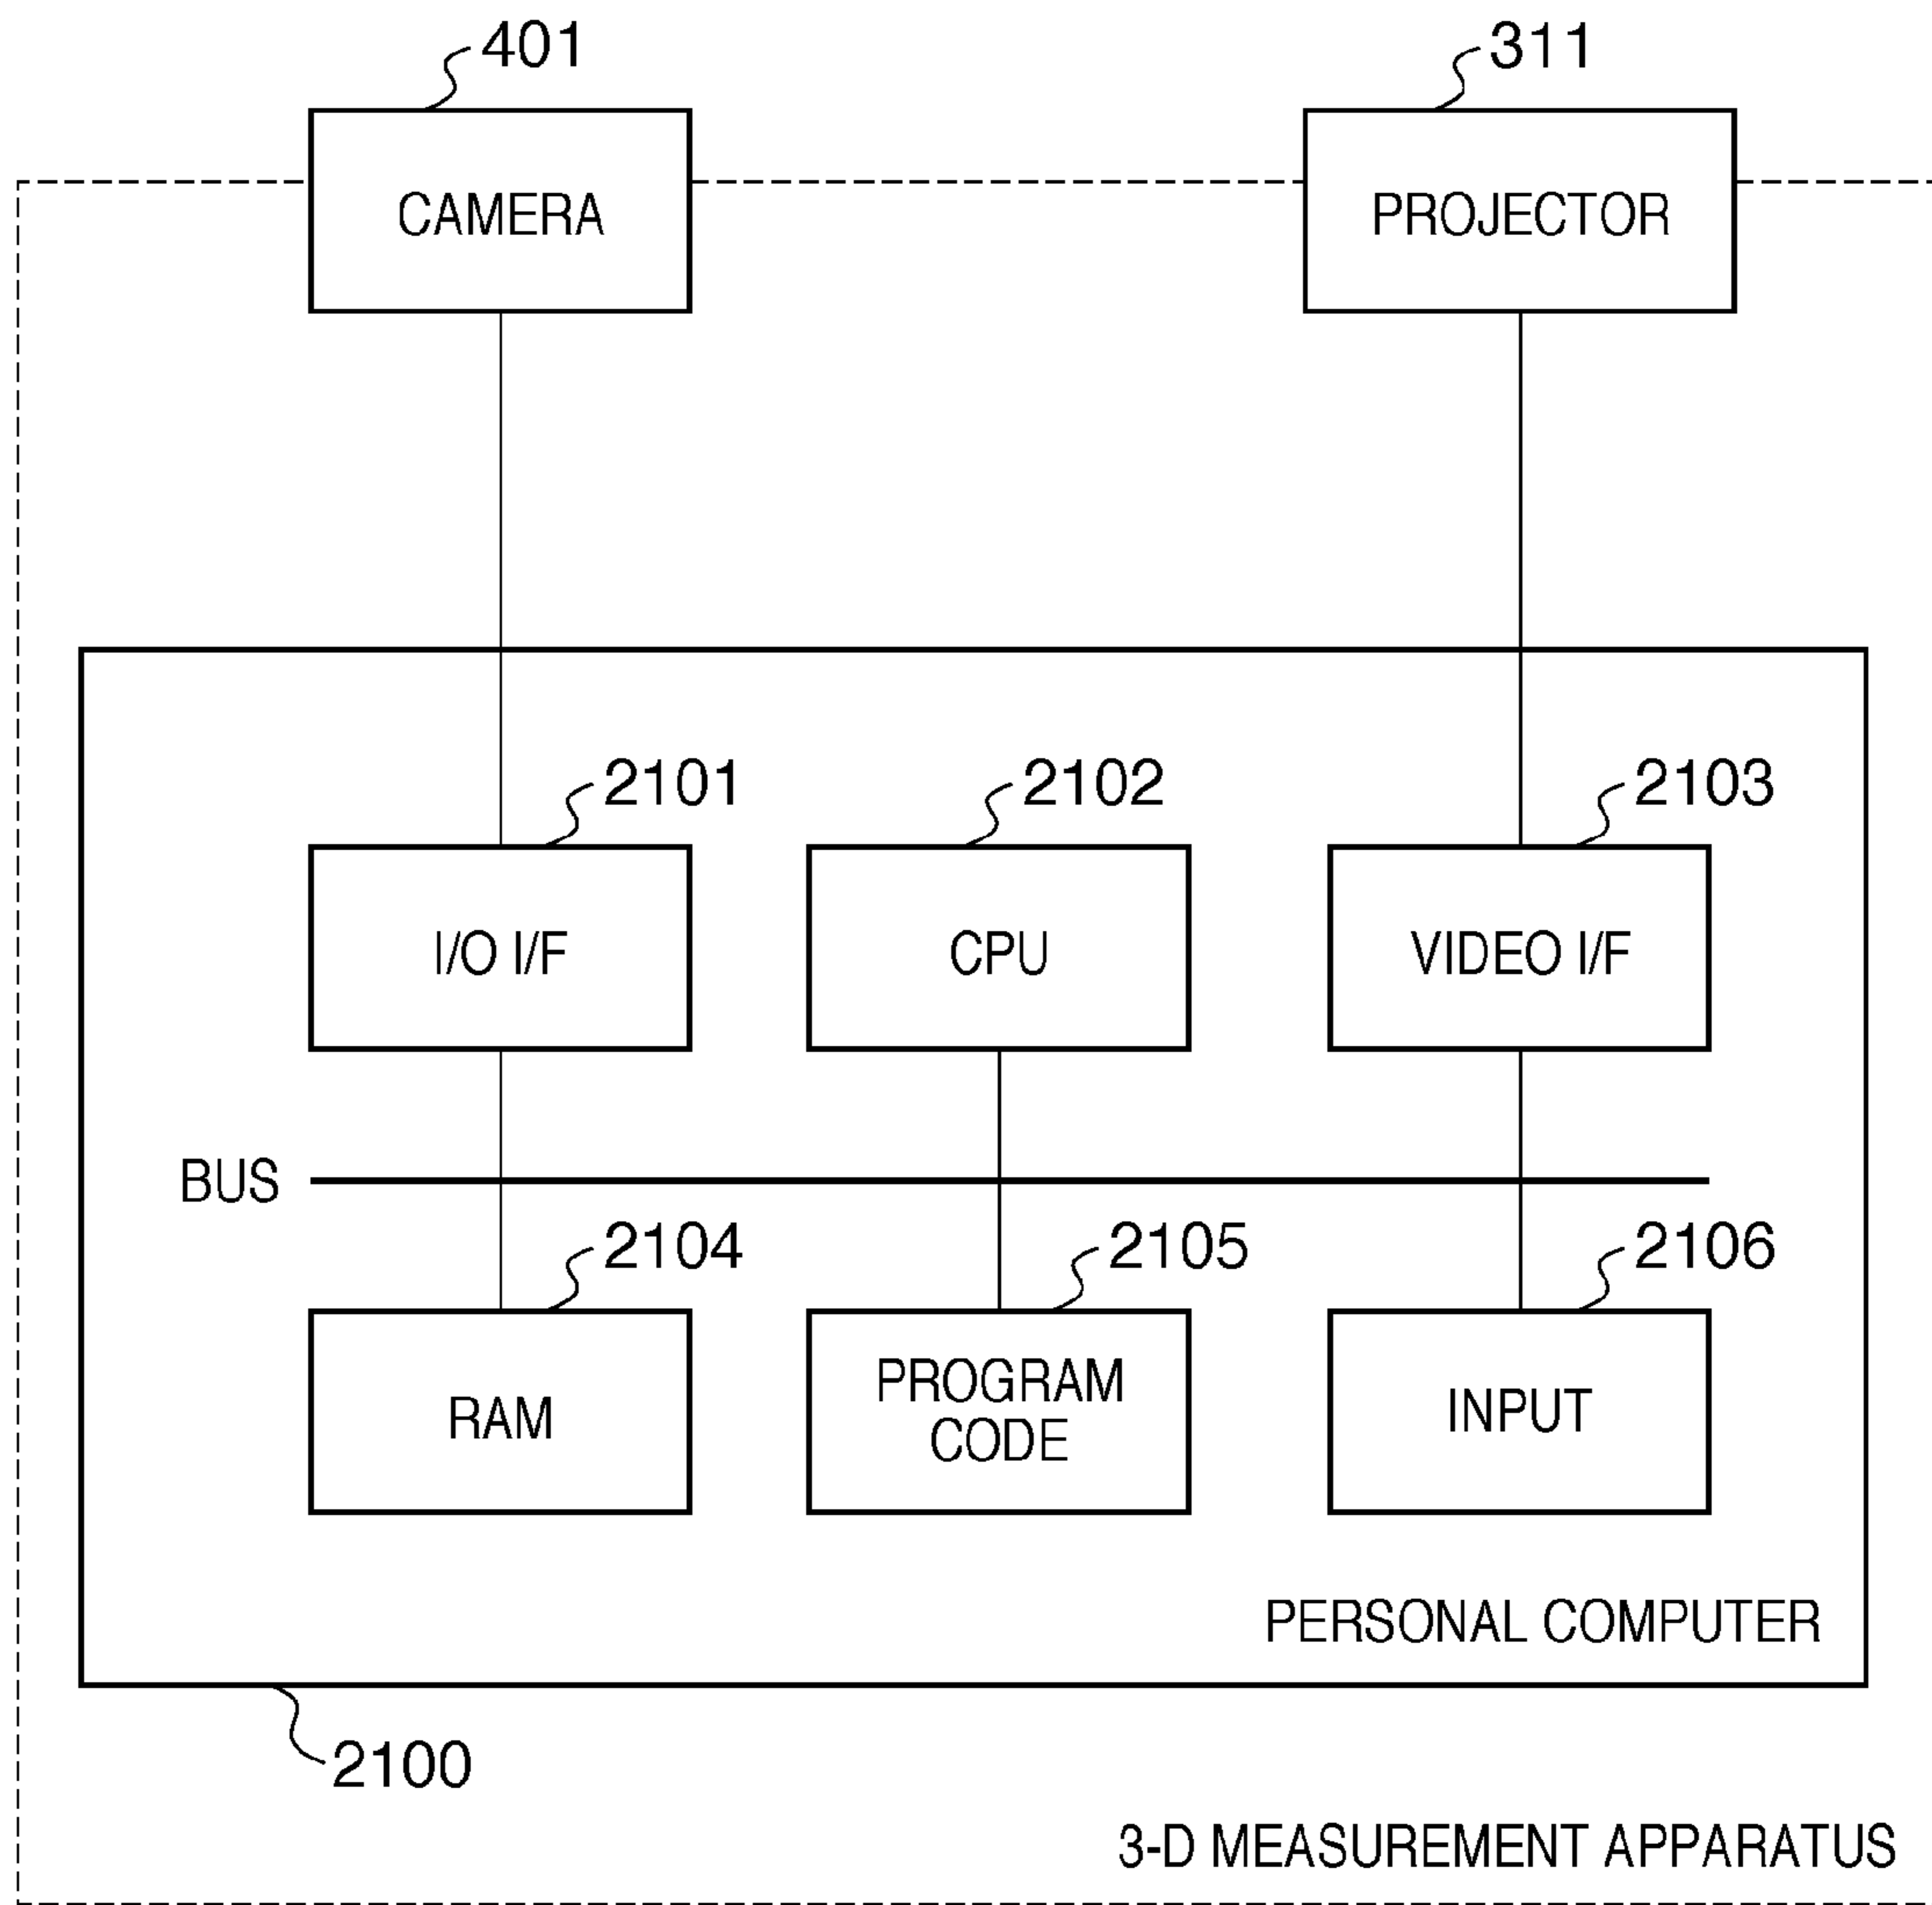 401
311
CAMERA
PROJECTOR
2101
2102
2103
I/O I/F
CPU
VIDEO I/F
BUS
2104
2105
2106
RAM
PROGRAM
CODE
INPUT
PERSONAL COMPUTER
2100
3-D MEASUREMENT APPARATUS